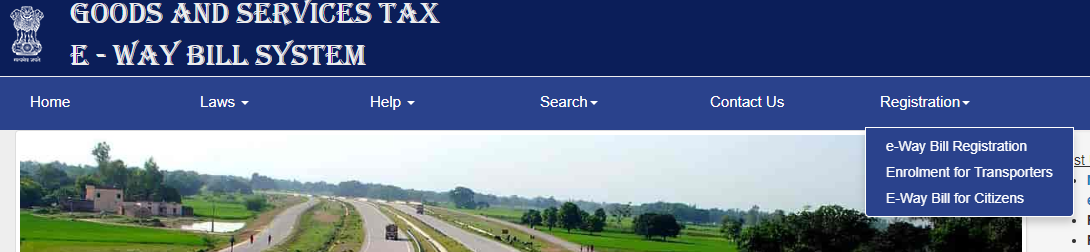 GOODS AND SERVICES TAX
E - WAY BILL SYSTEM
Home Laws Help Search Contact Us Registration
e-Way Bill Registration
Enrolment for Transporters
E-Way Bill for Citizens